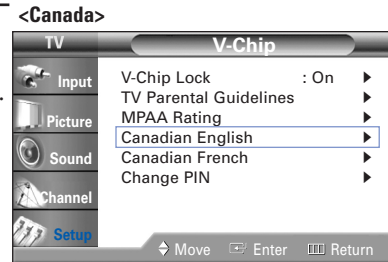 <Canada>
TV
V-Chip
Input
Picture
Sound
Channel
Setup
V-Chip Lock : On
TV Parental Guidelines
MPAA Rating
Canadian English
Canadian French
Change PIN
Move Enter Return